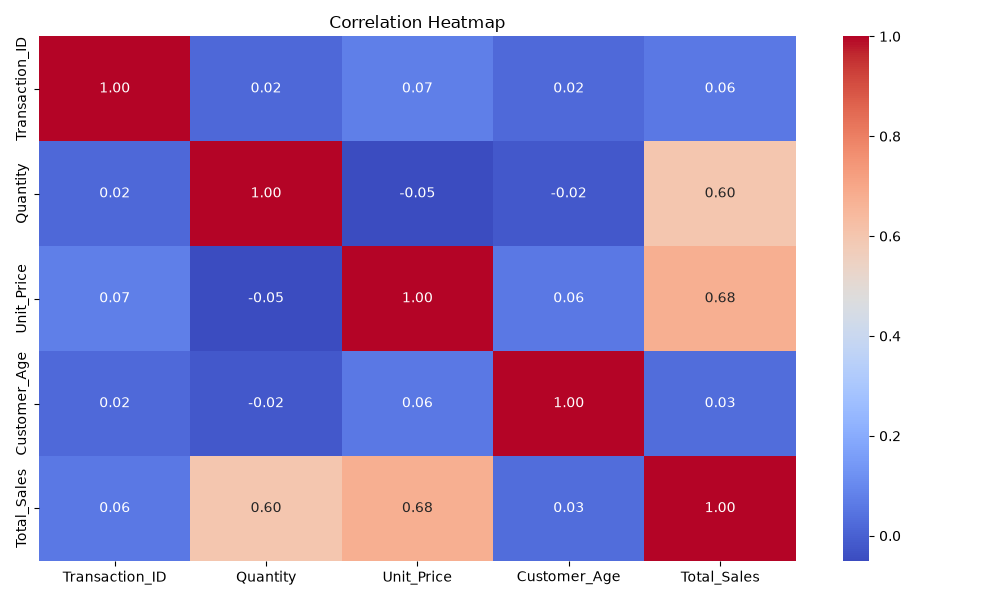 Correlation Heatmap
Transaction_ID 1.00 0.02 0.07 0.02 0.06
Quantity 0.02 1.00 -0.05 -0.02 0.60
Unit_Price 0.07 -0.05 1.00 0.06 0.68
Customer_Age 0.02 -0.02 0.06 1.00 0.03
Total_Sales 0.06 0.60 0.68 0.03 1.00
Transaction_ID Quantity Unit_Price Customer_Age Total_Sales
1.0
0.8
0.6
0.4
0.2
0.0